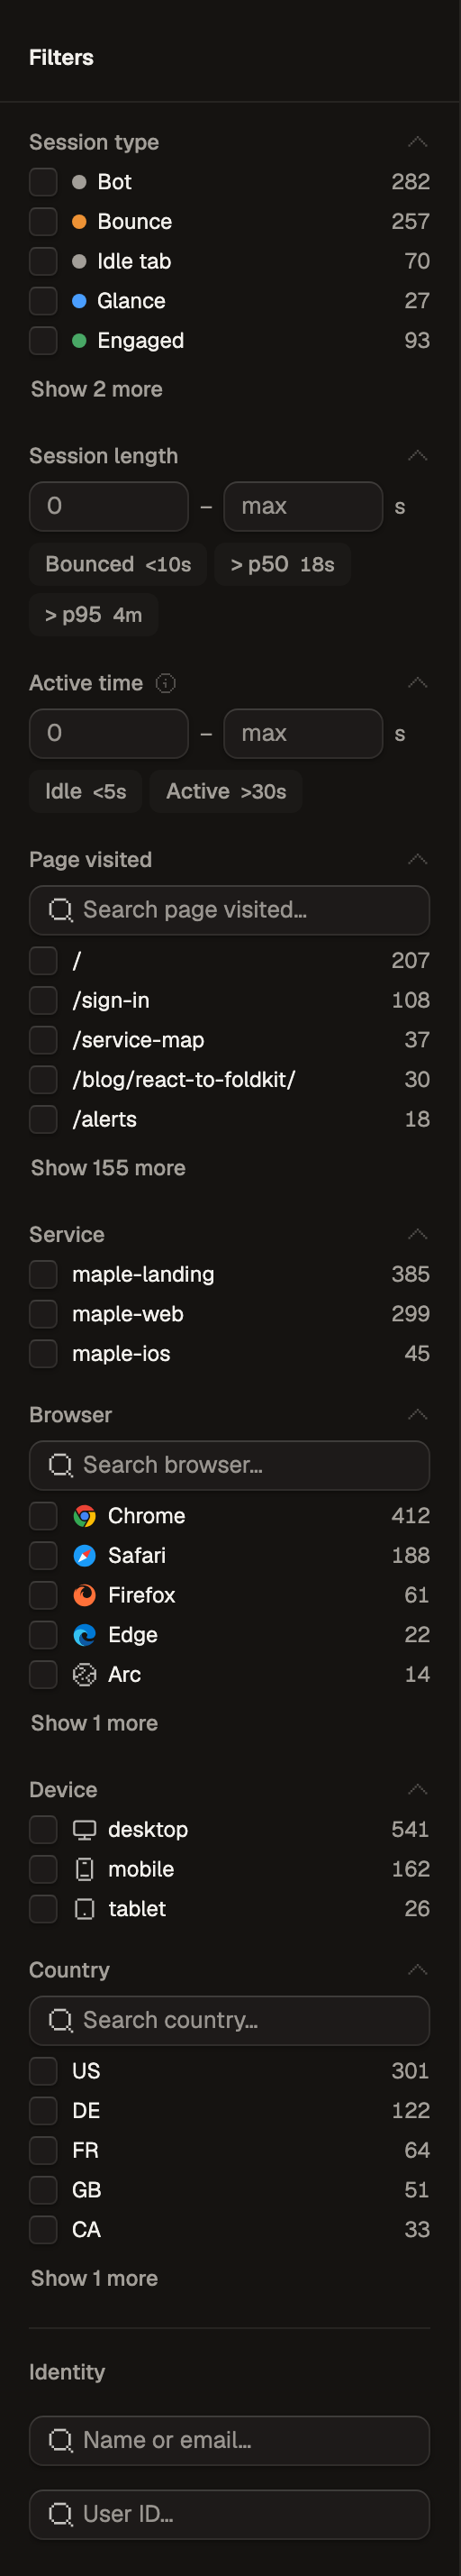 Filters
Session type
Bot 282
Bounce 257
Idle tab 70
Glance 27
Engaged 93
Show 2 more
Session length
0 – max s
Bounced <10s > p50 18s
> p95 4m
Active time
0 – max s
Idle <5s Active >30s
Page visited
Search page visited...
/ 207
/sign-in 108
/service-map 37
/blog/react-to-foldkit/ 30
/alerts 18
Show 155 more
Service
maple-landing 385
maple-web 299
maple-ios 45
Browser
Search browser...
Chrome 412
Safari 188
Firefox 61
Edge 22
Arc 14
Show 1 more
Device
desktop 541
mobile 162
tablet 26
Country
Search country...
US 301
DE 122
FR 64
GB 51
CA 33
Show 1 more
Identity
Name or email...
User ID...